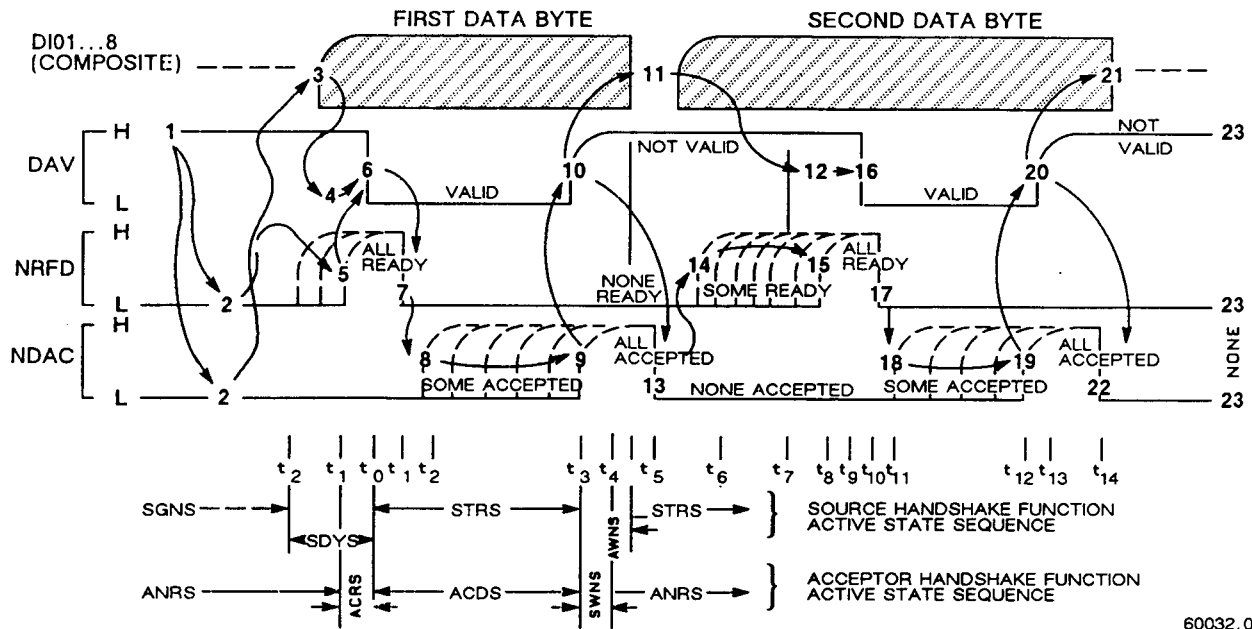 FIRST DATA BYTE SECOND DATA BYTE
DI01...8
(COMPOSITE)
3 11 21
DAV
H 1 NOT VALID NOT VALID 23
6 10 12 16 20
4
L VALID VALID
NRFD
H
ALL READY ALL READY
5 14 15
NONE READY SOME READY
L 2 7 17 23
NDAC
H
ALL ACCEPTED ALL ACCEPTED
8 9 18 19
SOME ACCEPTED 13 SOME ACCEPTED 22
L 2 NONE ACCEPTED 23
NONE
t2 t1 t0 t1 t2 t3 t4 t5 t6 t7 t8 t9 t10 t11 t12 t13 t14
SGNS STRS STRS } SOURCE HANDSHAKE FUNCTION
ACTIVE STATE SEQUENCE
SDYS
AWNS
ANRS ACRS ACDS SWNS ANRS } ACCEPTOR HANDSHAKE FUNCTION
ACTIVE STATE SEQUENCE
60032.0